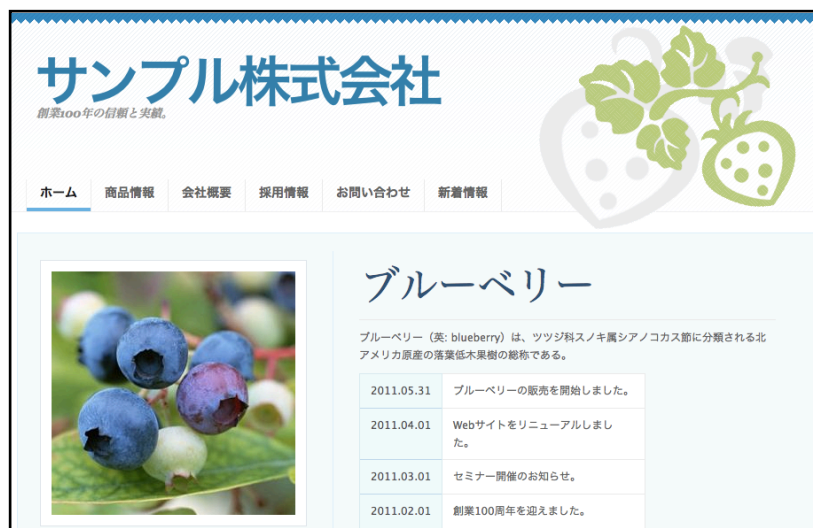 サンプル株式会社
創業100年の信頼と実績。
ホーム 商品情報 会社概要 採用情報 お問い合わせ 新着情報
ブルーベリー
ブルーベリー（英: blueberry）は、ツツジ科スノキ属シアノコカス節に分類される北
アメリカ原産の落葉低木果樹の総称である。
2011.05.31 ブルーベリーの販売を開始しました。
2011.04.01 Webサイトをリニューアルしまし
た。
2011.03.01 セミナー開催のお知らせ。
2011.02.01 創業100周年を迎えました。